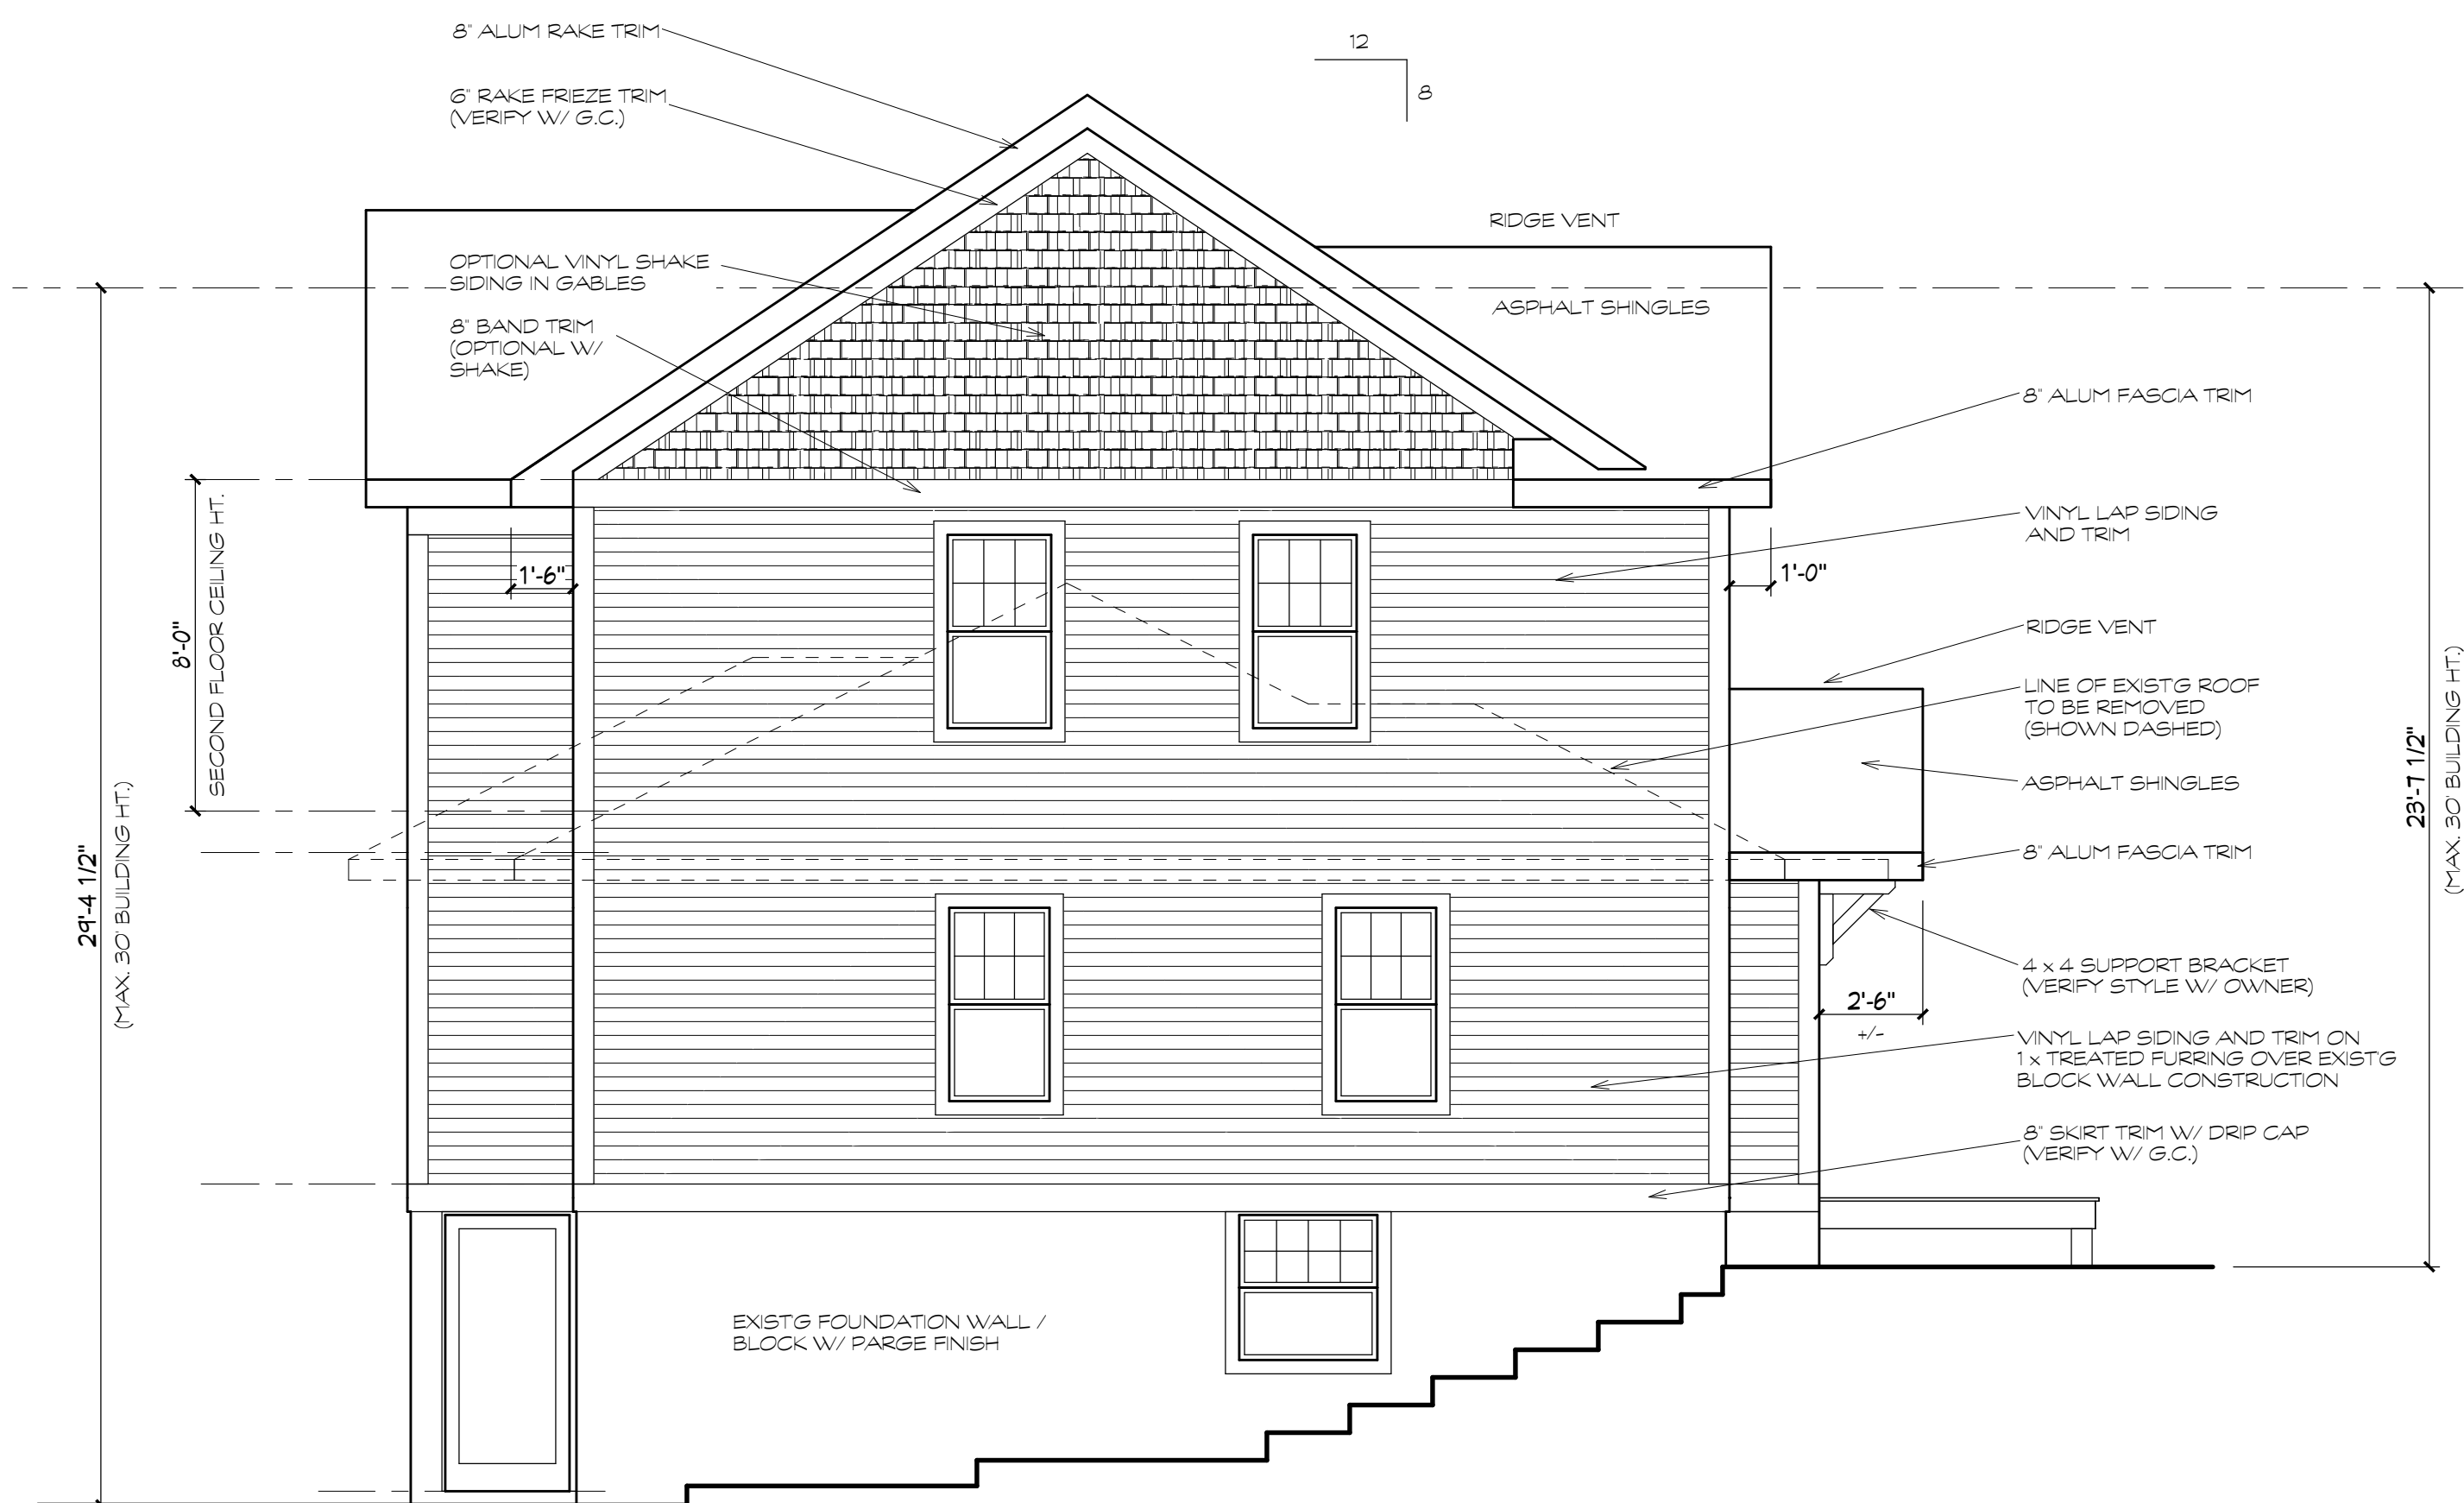 8" ALUM RAKE TRIM
6" RAKE FRIEZE TRIM
(VERIFY W/ G.C.)
12
8
RIDGE VENT
OPTIONAL VINYL SHAKE
SIDING IN GABLES
ASPHALT SHINGLES
8" BAND TRIM
(OPTIONAL W/
SHAKE)
8" ALUM FASCIA TRIM
VINYL LAP SIDING
AND TRIM
1'-6"
1'-0"
8'-0"
SECOND FLOOR CEILING HT.
RIDGE VENT
LINE OF EXIST'G ROOF
TO BE REMOVED
(SHOWN DASHED)
ASPHALT SHINGLES
23'-7 1/2"
(MAX. 30' BUILDING HT.)
29'-4 1/2"
(MAX. 30' BUILDING HT.)
8" ALUM FASCIA TRIM
4 x 4 SUPPORT BRACKET
(VERIFY STYLE W/ OWNER)
2'-6"
+/-
VINYL LAP SIDING AND TRIM ON
1 x TREATED FURRING OVER EXIST'G
BLOCK WALL CONSTRUCTION
8" SKIRT TRIM W/ DRIP CAP
(VERIFY W/ G.C.)
EXIST'G FOUNDATION WALL /
BLOCK W/ PARGE FINISH